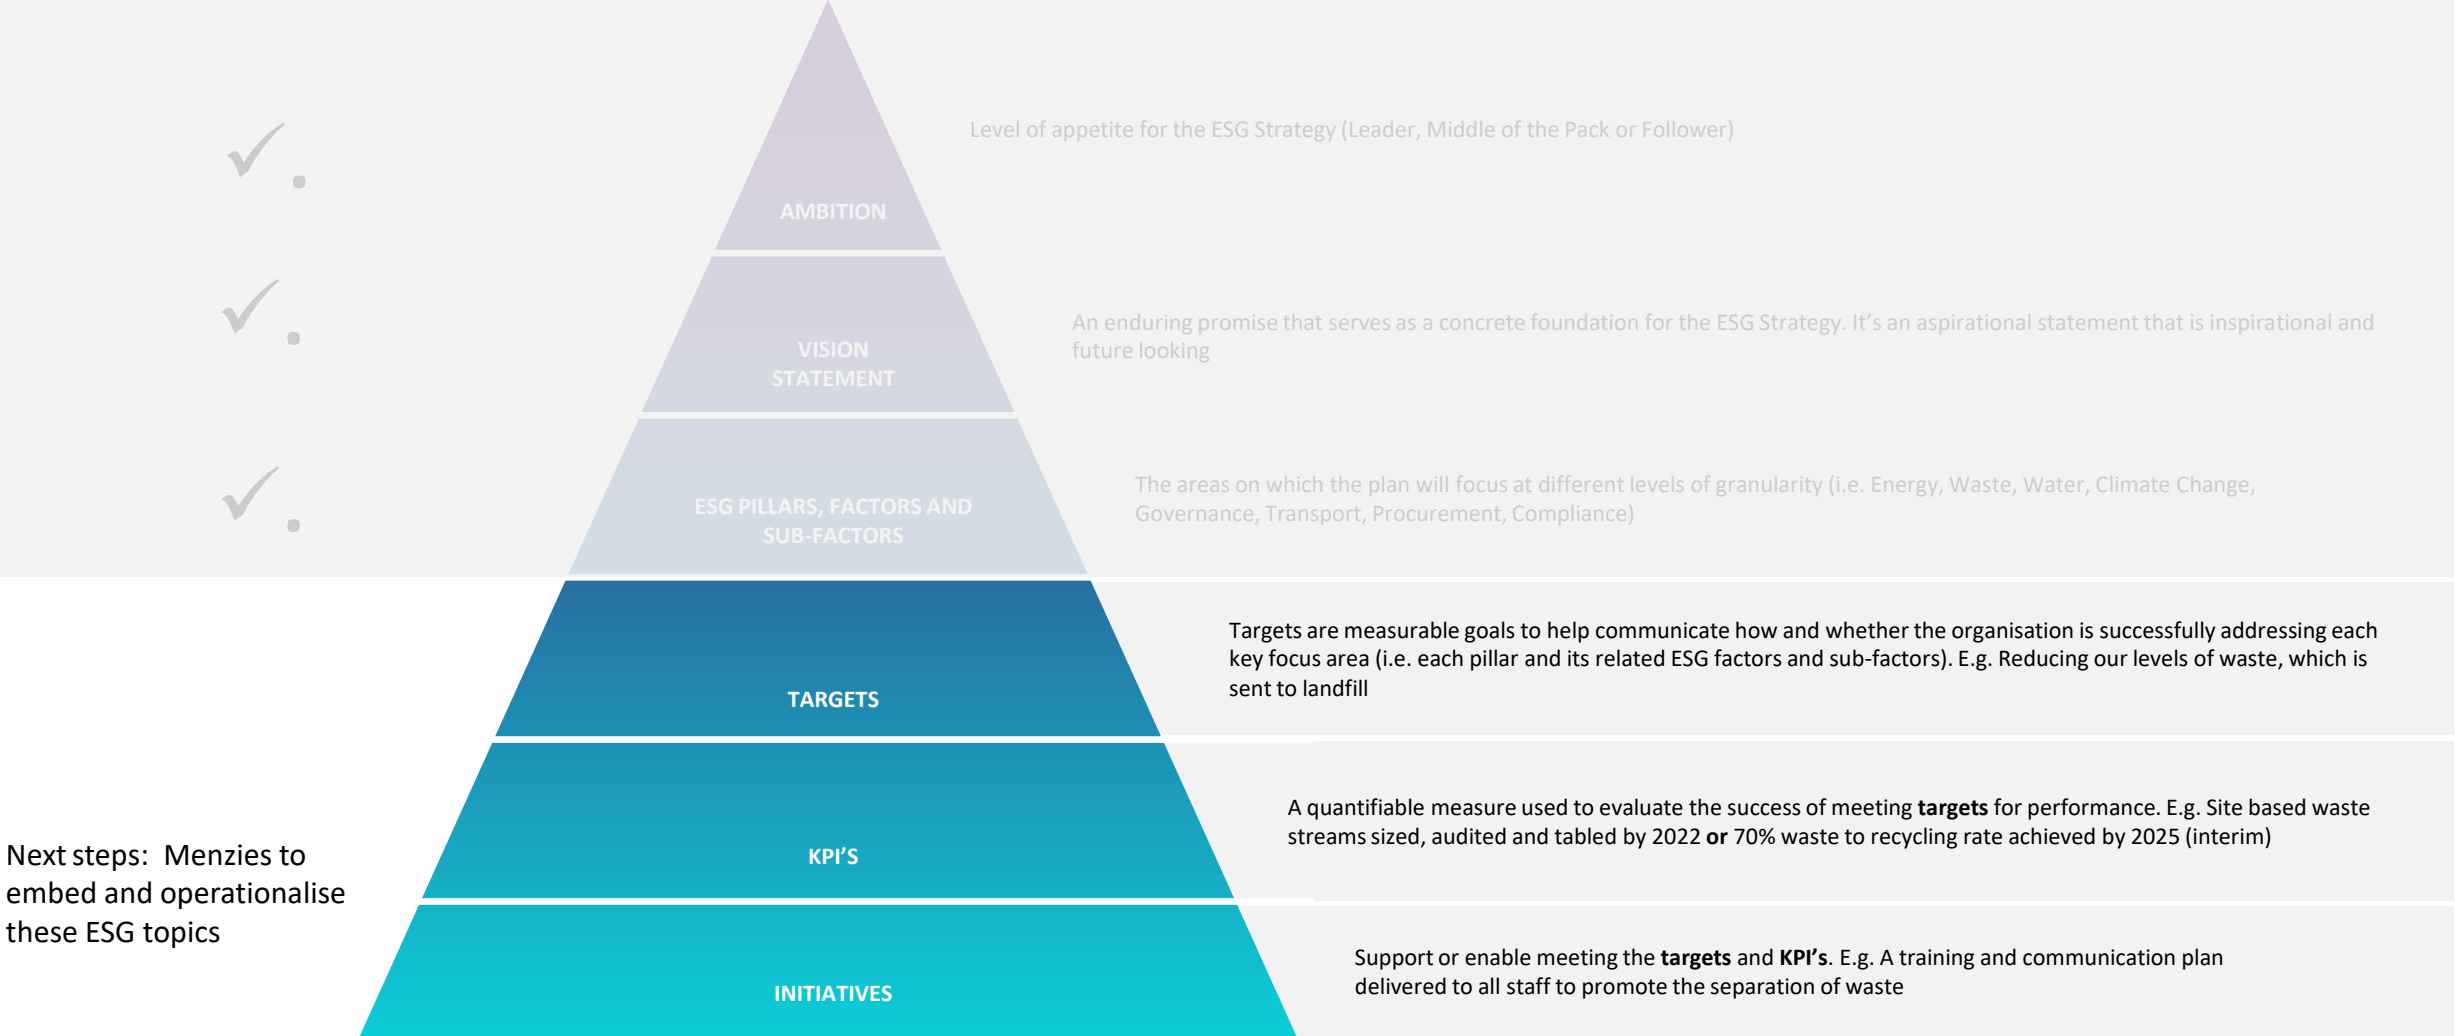 Level of appetite for the ESG Strategy (Leader, Middle of the Pack or Follower)
AMBITION
An enduring promise that serves as a concrete foundation for the ESG Strategy. It’s an aspirational statement that is inspirational and
future looking
VISION
STATEMENT
The areas on which the plan will focus at different levels of granularity (i.e. Energy, Waste, Water, Climate Change,
Governance, Transport, Procurement, Compliance)
ESG PILLARS, FACTORS AND
SUB-FACTORS
Targets are measurable goals to help communicate how and whether the organisation is successfully addressing each
key focus area (i.e. each pillar and its related ESG factors and sub-factors). E.g. Reducing our levels of waste, which is
sent to landfill
TARGETS
A quantifiable measure used to evaluate the success of meeting targets for performance. E.g. Site based waste
streams sized, audited and tabled by 2022 or 70% waste to recycling rate achieved by 2025 (interim)
KPI’S
Next steps: Menzies to
embed and operationalise
these ESG topics
Support or enable meeting the targets and KPI’s. E.g. A training and communication plan
delivered to all staff to promote the separation of waste
INITIATIVES